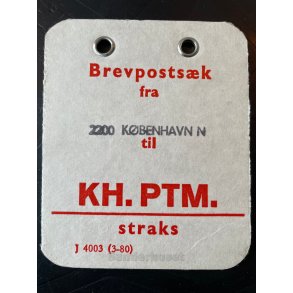 Brevpostsæk
fra
2200 KØBENHAVN N
til
KH. PTM.
straks
J 4003 (3-80)